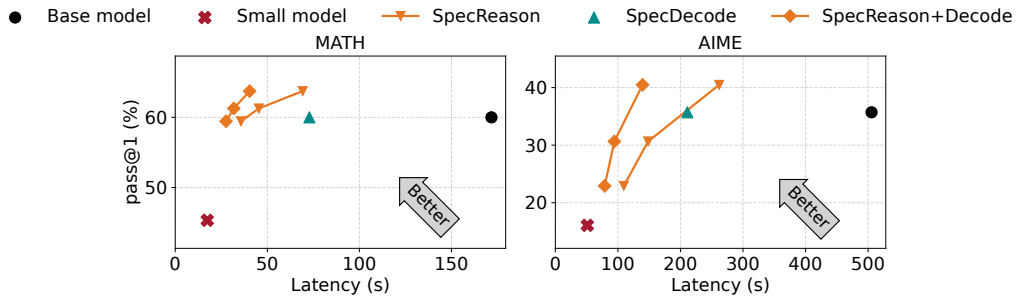 Base model Small model SpecReason SpecDecode SpecReason+Decode
MATH
pass@1 (%)
60
50
Better
0 50 100 150
Latency (s)
AIME
40
30
20
Better
0 100 200 300 400 500
Latency (s)